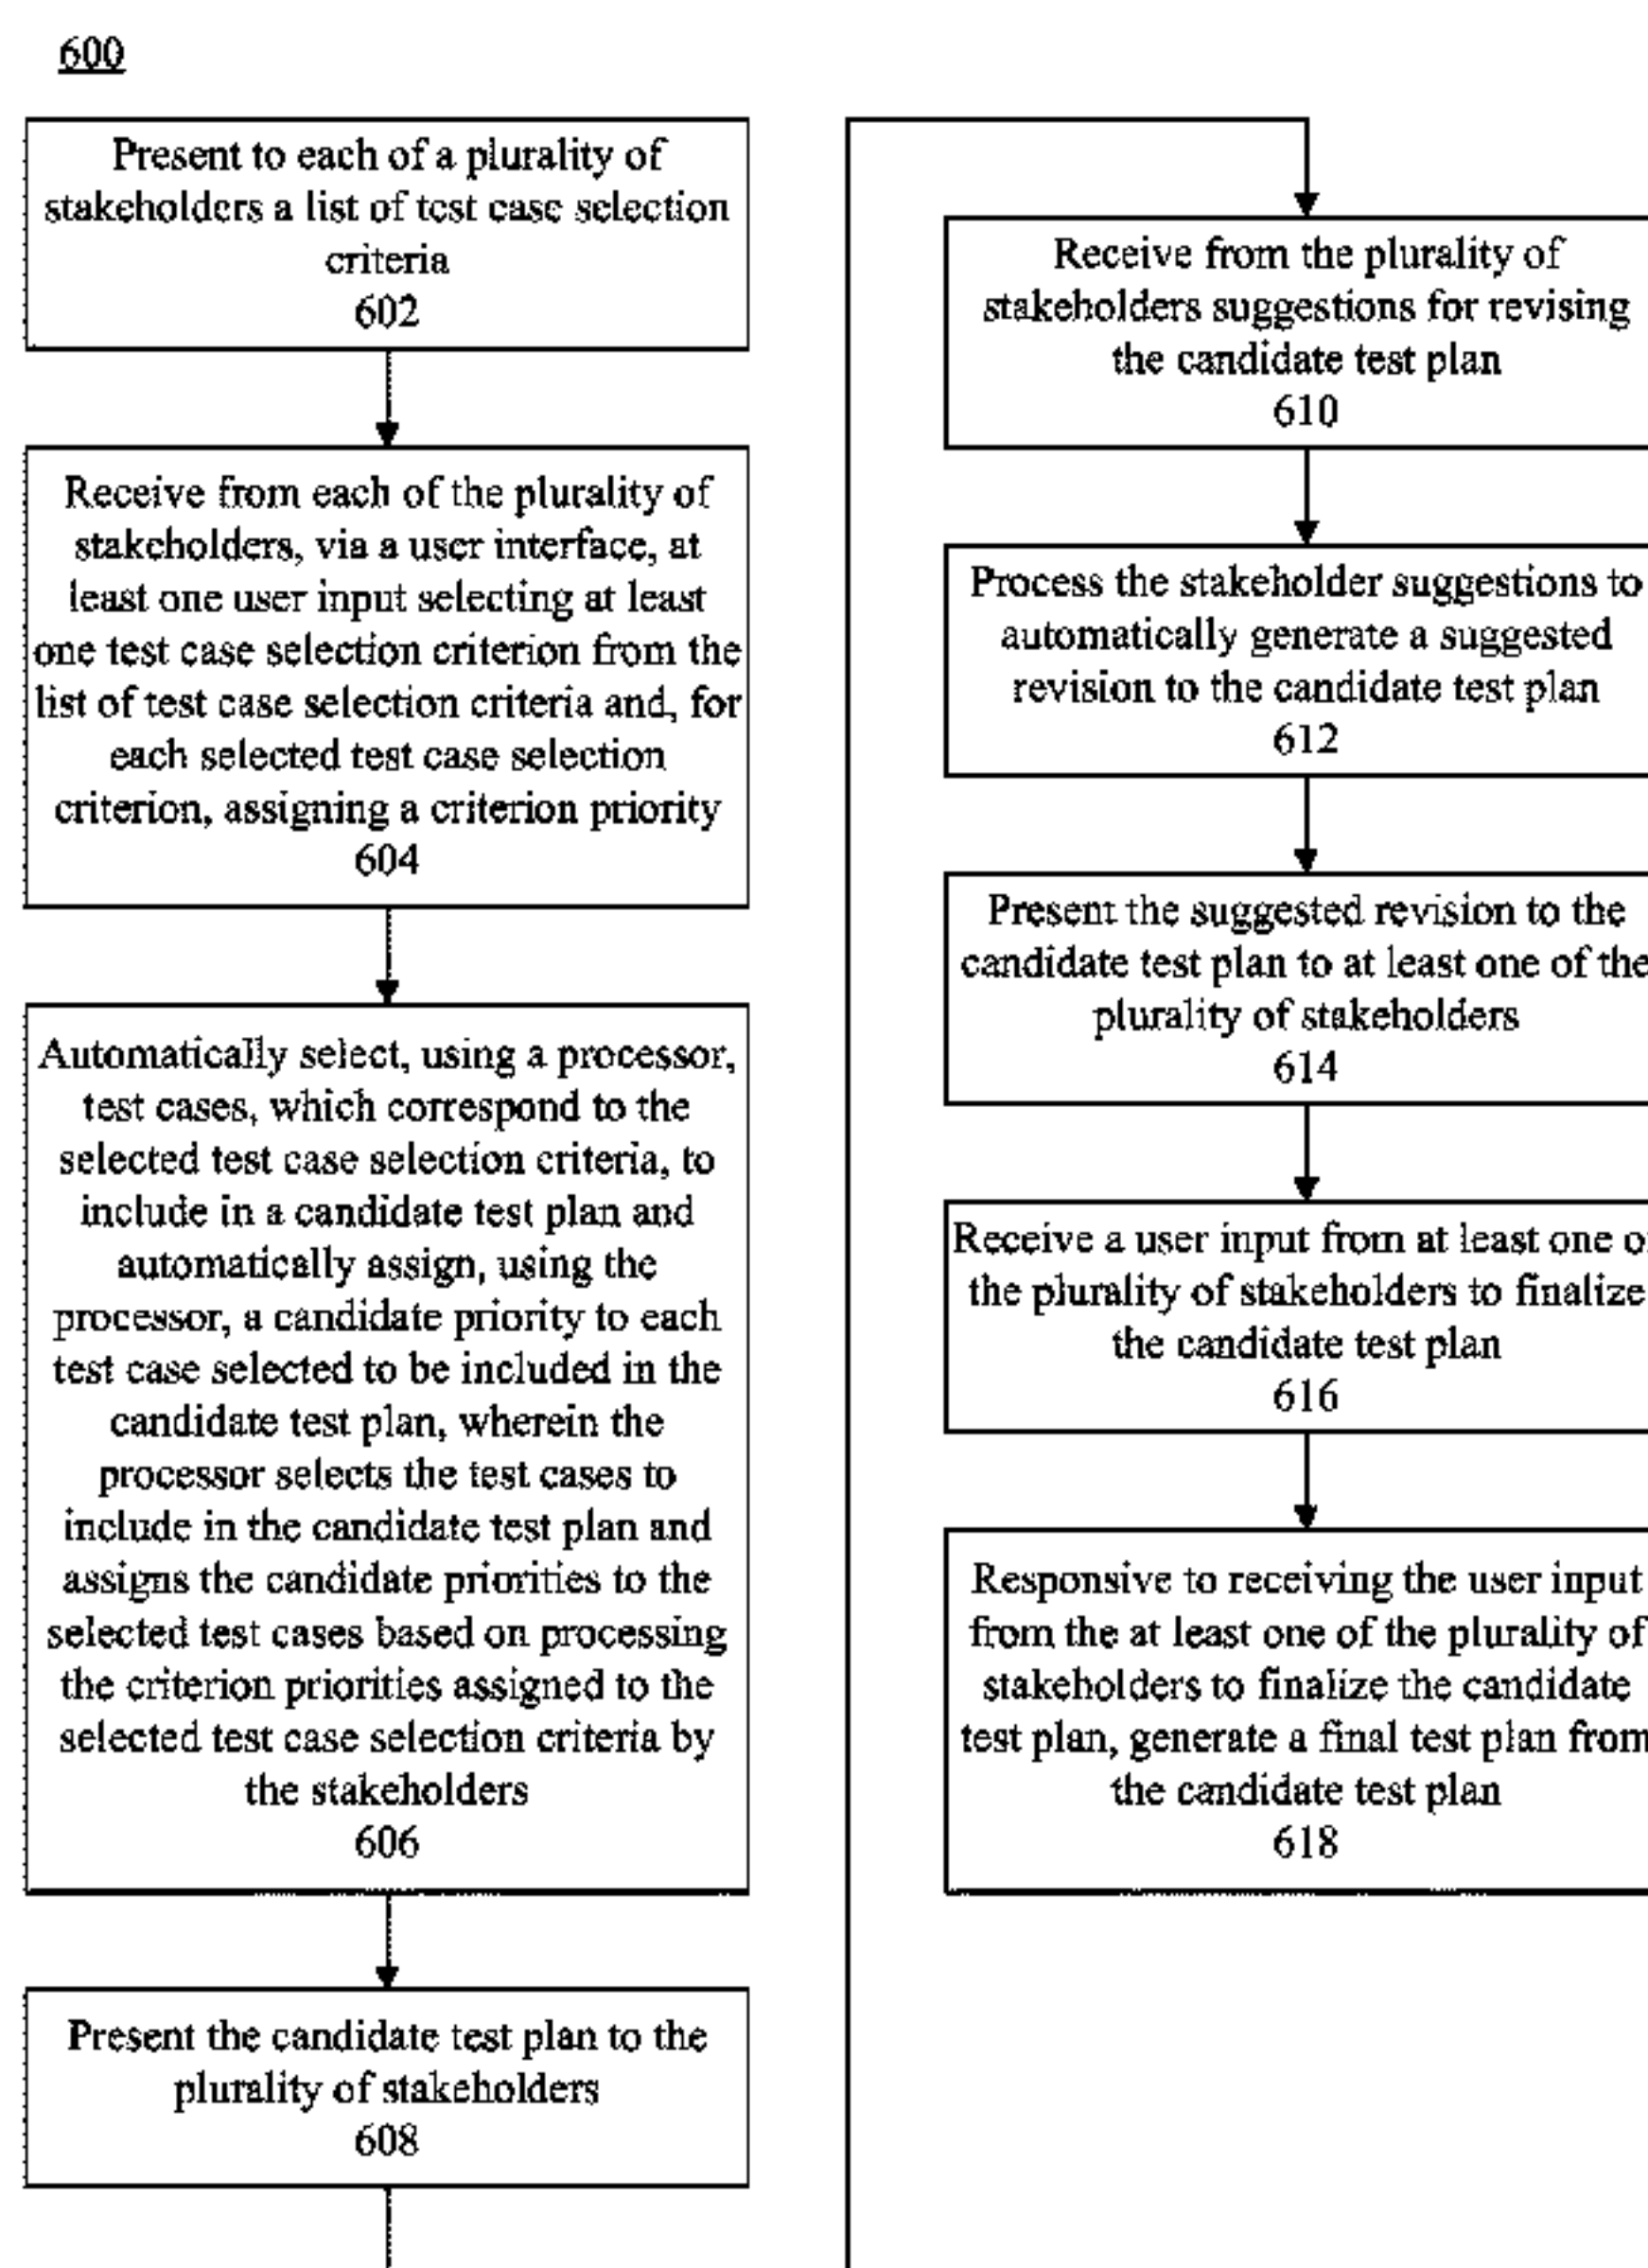 600
Present to each of a plurality of
stakeholders a list of test case selection
criteria
602
Receive from each of the plurality of
stakeholders, via a user interface, at
least one user input selecting at least
one test case selection criterion from the
list of test case selection criteria and, for
each selected test case selection
criterion, assigning a criterion priority
604
Automatically select, using a processor,
test cases, which correspond to the
selected test case selection criteria, to
include in a candidate test plan and
automatically assign, using the
processor, a candidate priority to each
test case selected to be included in the
candidate test plan, wherein the
processor selects the test cases to
include in the candidate test plan and
assigns the candidate priorities to the
selected test cases based on processing
the criterion priorities assigned to the
selected test case selection criteria by
the stakeholders
606
Present the candidate test plan to the
plurality of stakeholders
608
Receive from the plurality of
stakeholders suggestions for revising
the candidate test plan
610
Process the stakeholder suggestions to
automatically generate a suggested
revision to the candidate test plan
612
Present the suggested revision to the
candidate test plan to at least one of the
plurality of stakeholders
614
Receive a user input from at least one of
the plurality of stakeholders to finalize
the candidate test plan
616
Responsive to receiving the user input
from the at least one of the plurality of
stakeholders to finalize the candidate
test plan, generate a final test plan from
the candidate test plan
618